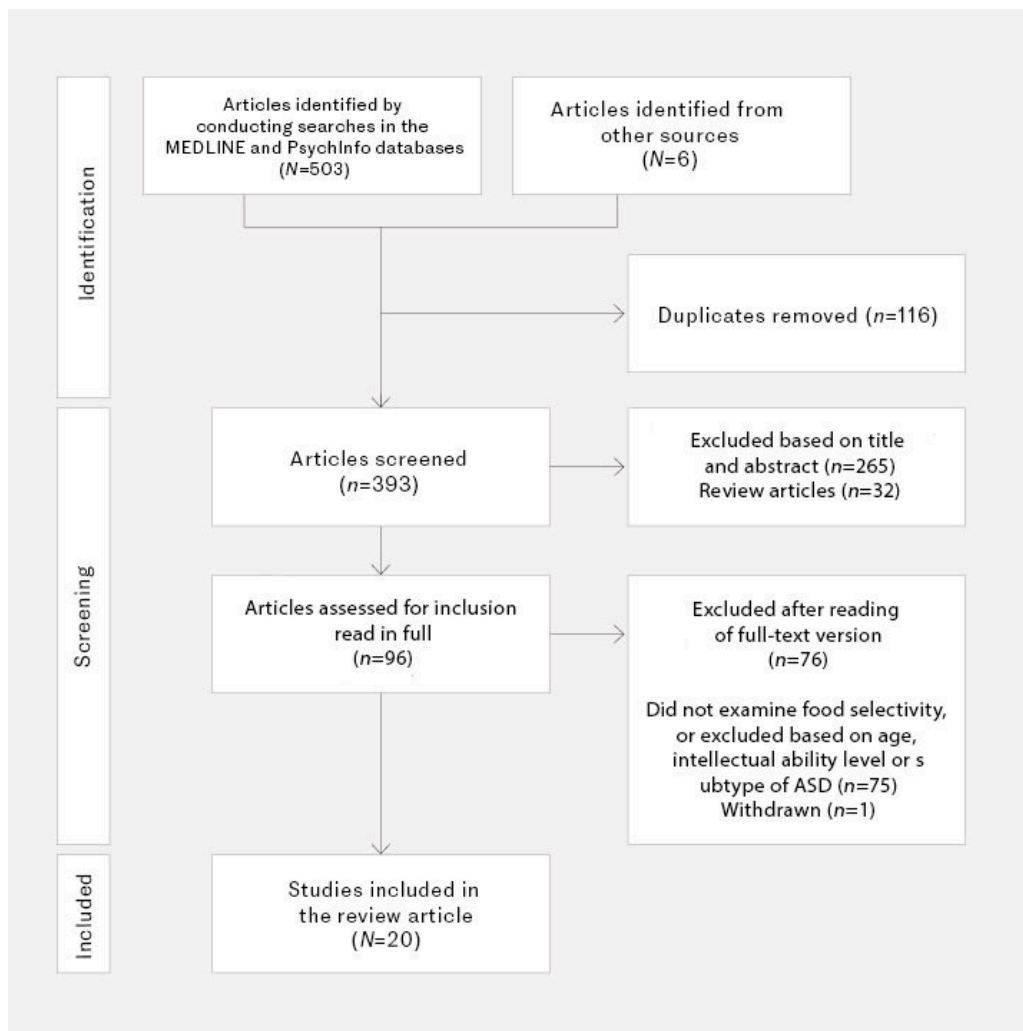 Identification
Articles identified by
conducting searches in the
MEDLINE and PsychInfo databases
(N=503)
Articles identified from
other sources
(N=6)
Duplicates removed (n=116)
Screening
Articles screened
(n=393)
Excluded based on title
and abstract (n=265)
Review articles (n=32)
Articles assessed for inclusion
read in full
(n=96)
Excluded after reading
of full-text version
(n=76)
Did not examine food selectivity,
or excluded based on age,
intellectual ability level or s
ubtype of ASD (n=75)
Withdrawn (n=1)
Included
Studies included in
the review article
(N=20)